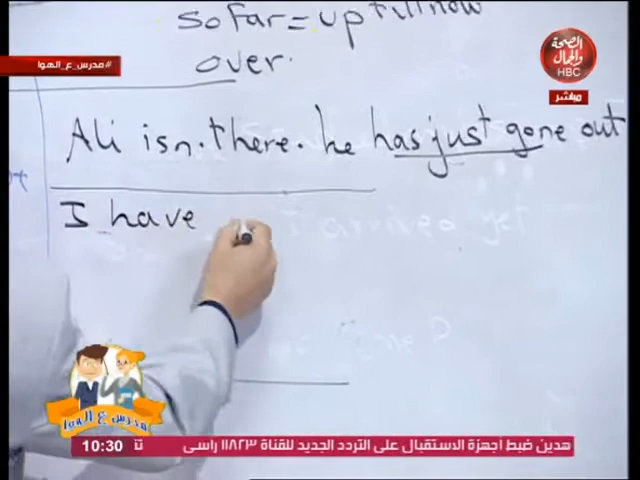 so far = up till now
over.
Ali isn't there. he has just gone out
I have
#مدرس_ع_الهوا
الصحة والجمال
HBC
مباشر
مدرس ع الهوا
10:30
هدين ضبط اجهزة الاستقبال على التردد الجديد للقناة ١١٨٢٣ راسى